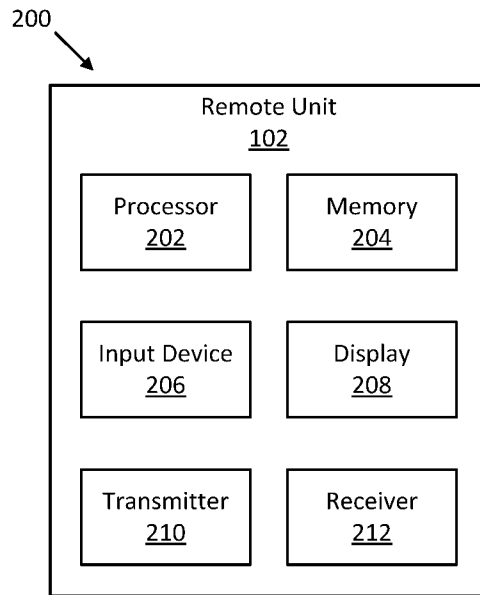 200
Remote Unit
102
Processor
202
Memory
204
Input Device
206
Display
208
Transmitter
210
Receiver
212